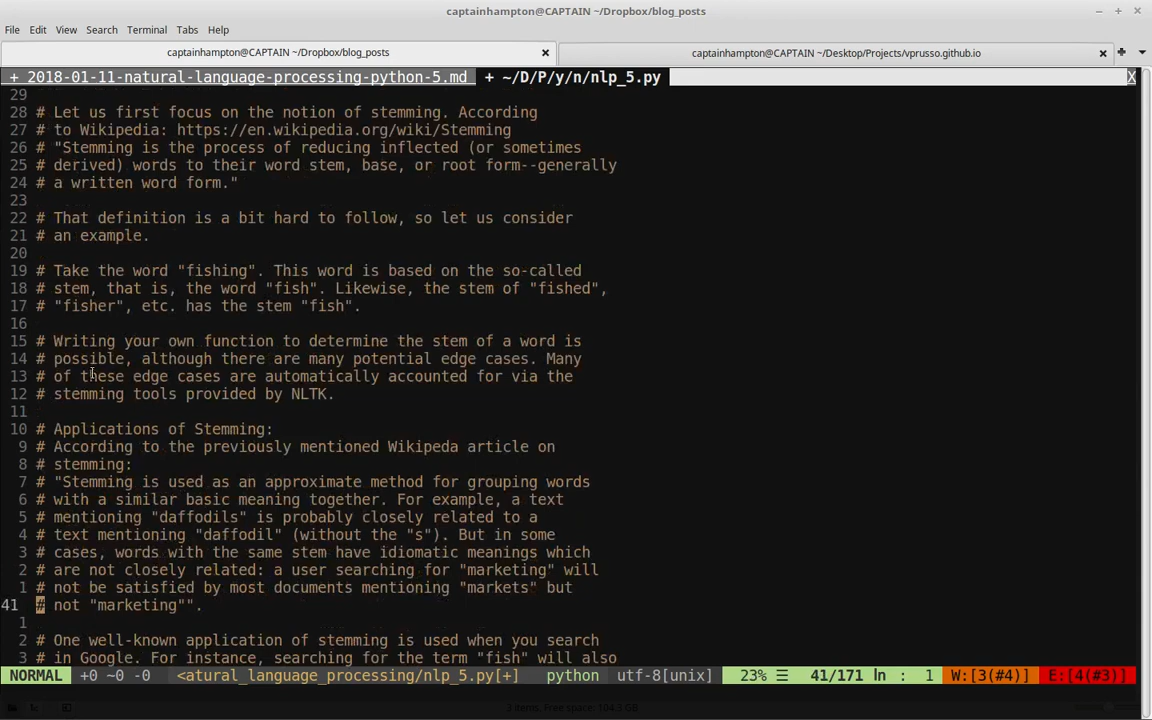 captainhampton@CAPTAIN ~/Dropbox/blog_posts
File Edit View Search Terminal Tabs Help
captainhampton@CAPTAIN ~/Dropbox/blog_posts
captainhampton@CAPTAIN ~/Desktop/Projects/vprusso.github.io
+ 2018-01-11-natural-language-processing-python-5.md + ~/D/P/y/n/nlp_5.py X
29
28 # Let us first focus on the notion of stemming. According
27 # to Wikipedia: https://en.wikipedia.org/wiki/Stemming
26 # "Stemming is the process of reducing inflected (or sometimes
25 # derived) words to their word stem, base, or root form--generally
24 # a written word form."
23
22 # That definition is a bit hard to follow, so let us consider
21 # an example.
20
19 # Take the word "fishing". This word is based on the so-called
18 # stem, that is, the word "fish". Likewise, the stem of "fished",
17 # "fisher", etc. has the stem "fish".
16
15 # Writing your own function to determine the stem of a word is
14 # possible, although there are many potential edge cases. Many
13 # of these edge cases are automatically accounted for via the
12 # stemming tools provided by NLTK.
11
10 # Applications of Stemming:
9 # According to the previously mentioned Wikipeda article on
8 # stemming:
7 # "Stemming is used as an approximate method for grouping words
6 # with a similar basic meaning together. For example, a text
5 # mentioning "daffodils" is probably closely related to a
4 # text mentioning "daffodil" (without the "s"). But in some
3 # cases, words with the same stem have idiomatic meanings which
2 # are not closely related: a user searching for "marketing" will
1 # not be satisfied by most documents mentioning "markets" but
41 # not "marketing"".
1
2 # One well-known application of stemming is used when you search
3 # in Google. For instance, searching for the term "fish" will also
NORMAL +0 ~0 -0 <atural_language_processing/nlp_5.py[+] python utf-8[unix] 23% ☰ 41/171 ln : 1 W:[3(#4)] E:[4(#3)]
3 items, Free space: 104.3 GB